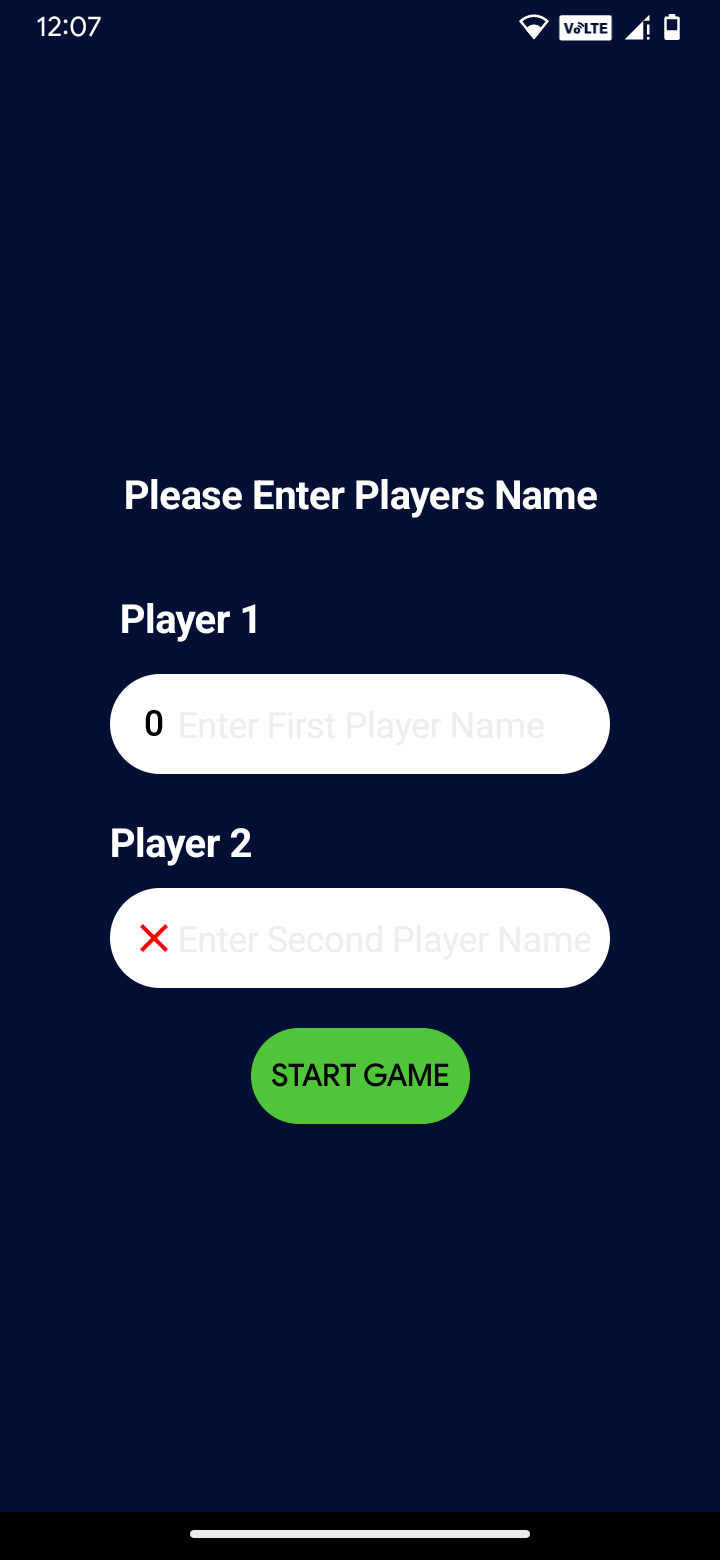 12:07
VoLTE
Please Enter Players Name
Player 1
0 Enter First Player Name
Player 2
Enter Second Player Name
START GAME